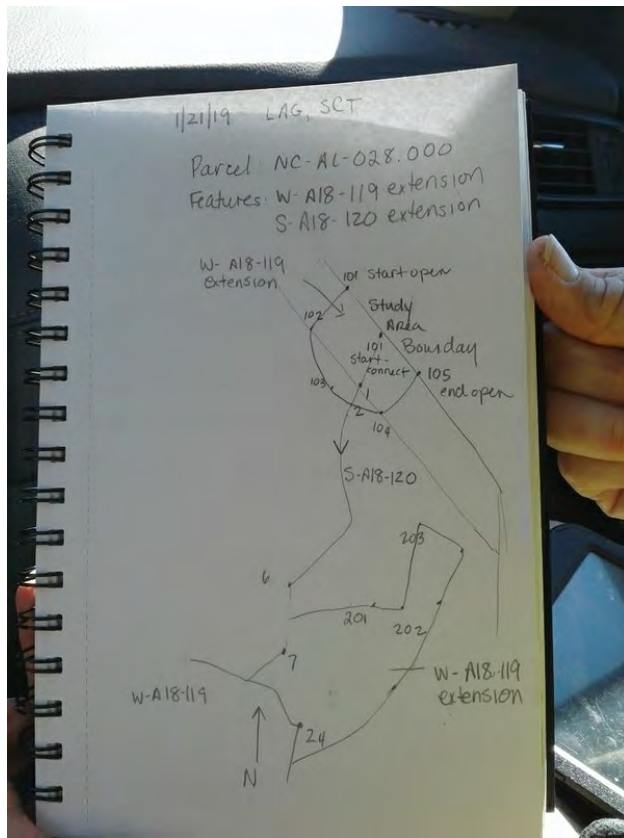 1/21/19 LAG, SCT
Parcel: NC-AL-028.000
Features: W-A18-119 extension
S-A18-120 extension
W-A18-119
extension
101 start open
102
Study
Area
Bounday
101
start-
connect
105
end open
103
1
2
104
S-A18-120
203
6
201
202
7
W-A18-119
W-A18-119
extension
24
N